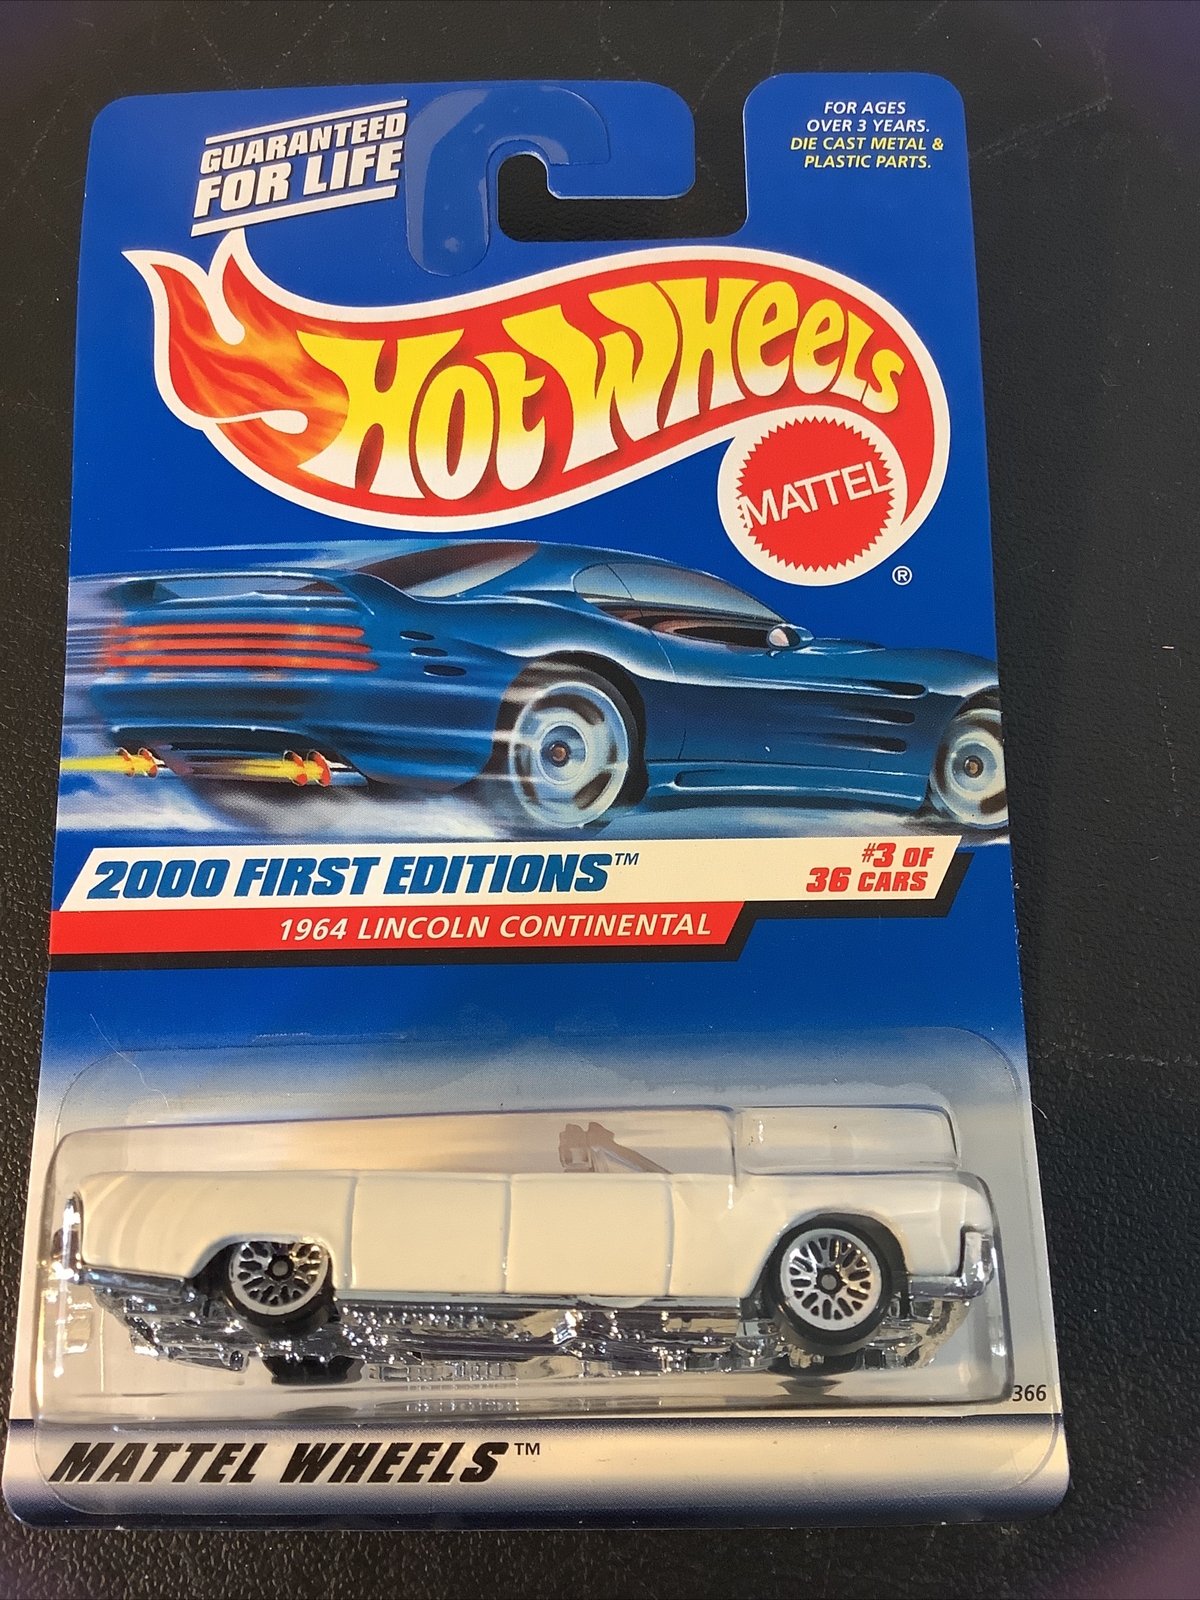 GUARANTEED
FOR LIFE
FOR AGES
OVER 3 YEARS.
DIE CAST METAL &
PLASTIC PARTS.
HOT WHEELS
MATTEL
®
2000 FIRST EDITIONS™
#3 OF
36 CARS
1964 LINCOLN CONTINENTAL
366
MATTEL WHEELS™